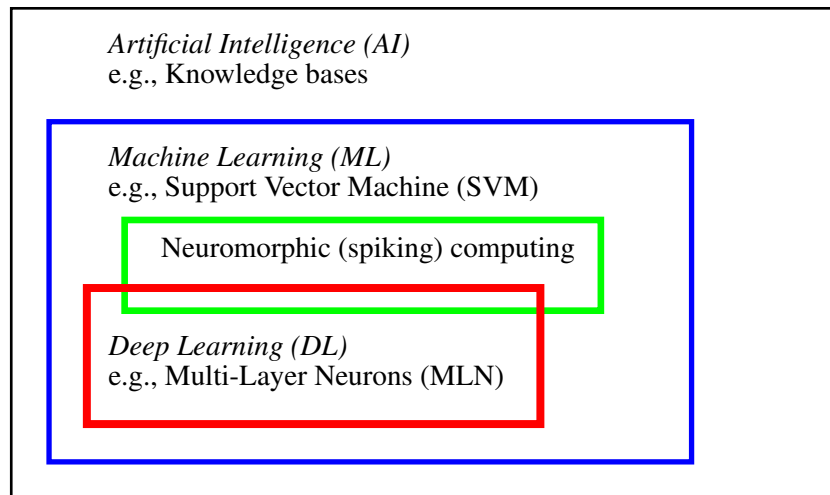 Artificial Intelligence (AI)
e.g., Knowledge bases
Machine Learning (ML)
e.g., Support Vector Machine (SVM)
Neuromorphic (spiking) computing
Deep Learning (DL)
e.g., Multi-Layer Neurons (MLN)